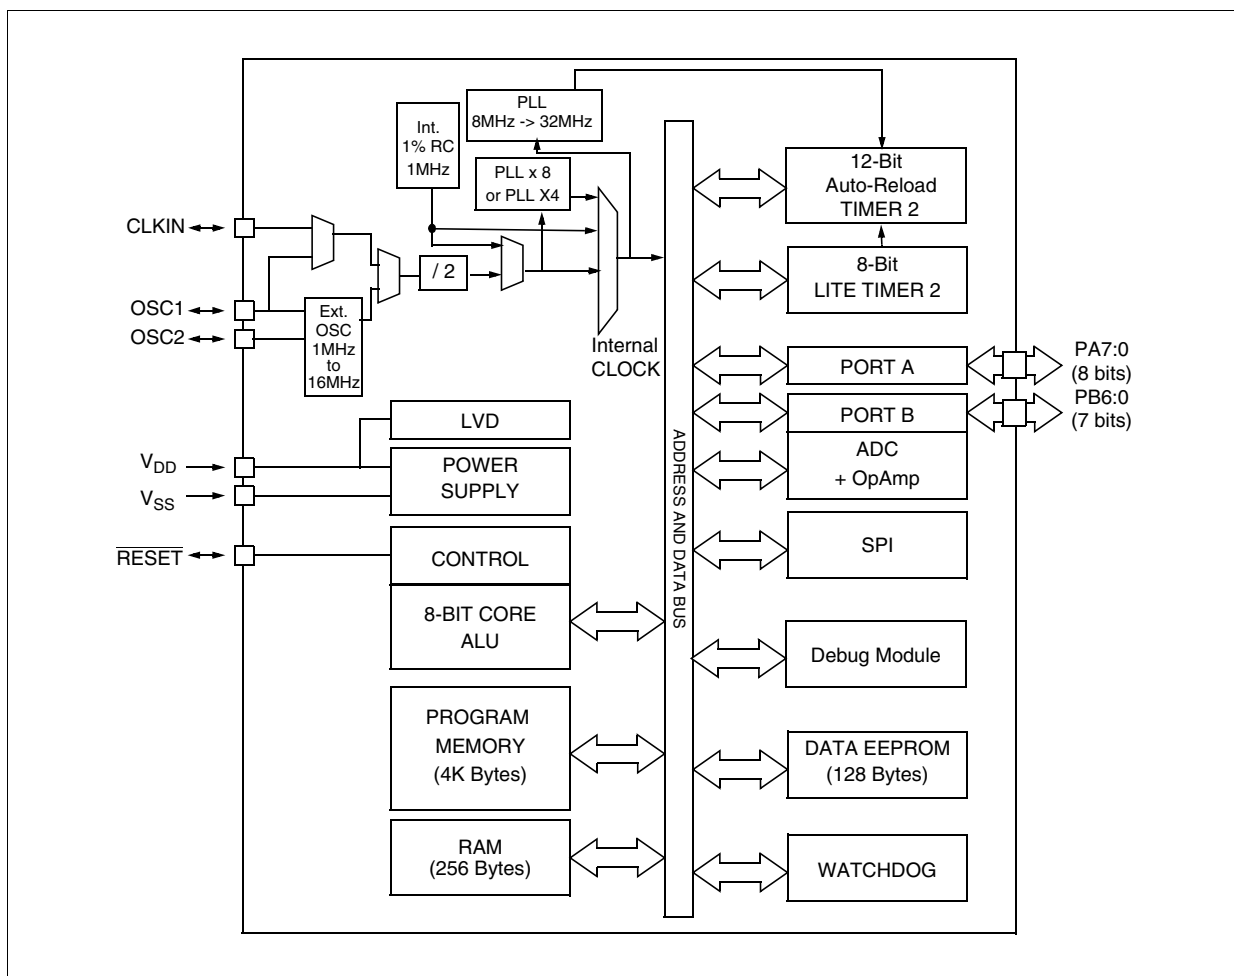 PLL
8MHz -> 32MHz
Int.
1% RC
1MHz
PLL x 8
or PLL X4
12-Bit
Auto-Reload
TIMER 2
CLKIN
/ 2
8-Bit
LITE TIMER 2
OSC1
OSC2
Ext.
OSC
1MHz
to
16MHz
Internal
CLOCK
PORT A
PA7:0
(8 bits)
PORT B
PB6:0
(7 bits)
LVD
ADC
+ OpAmp
VDD
VSS
POWER
SUPPLY
ADDRESS AND DATA BUS
SPI
RESET
CONTROL
8-BIT CORE
ALU
Debug Module
PROGRAM
MEMORY
(4K Bytes)
DATA EEPROM
(128 Bytes)
RAM
(256 Bytes)
WATCHDOG